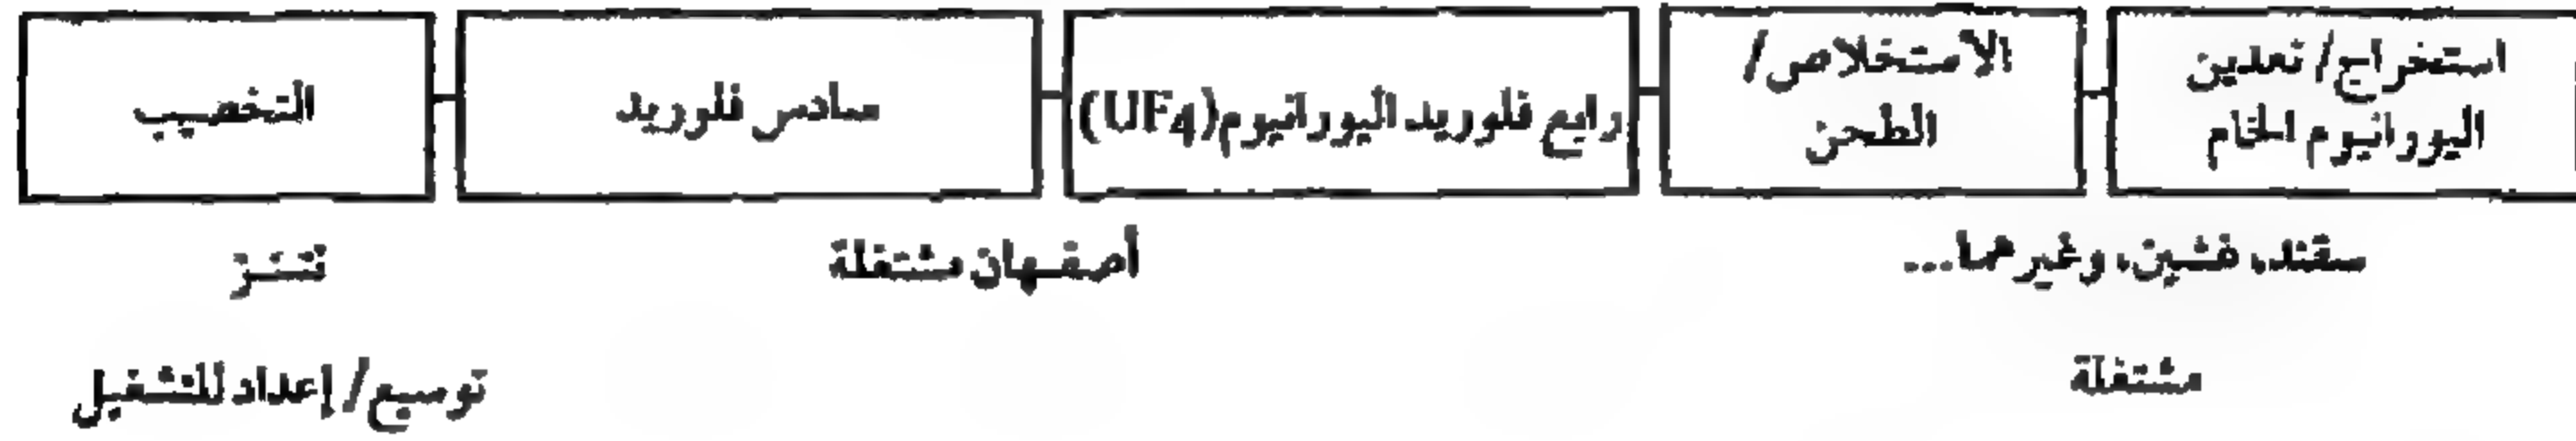 استخراج/ تعدين
اليورانيوم الخام
الاستخلاص/
الطحن
رابع فلوريد اليورانيوم(UF4)
سادس فلوريد
التخصيب
سقند، فشين، وغيرهما...
أصفهان مشتغلة
نتنز
مشتغلة
توسيع/ إعداد للتشغيل